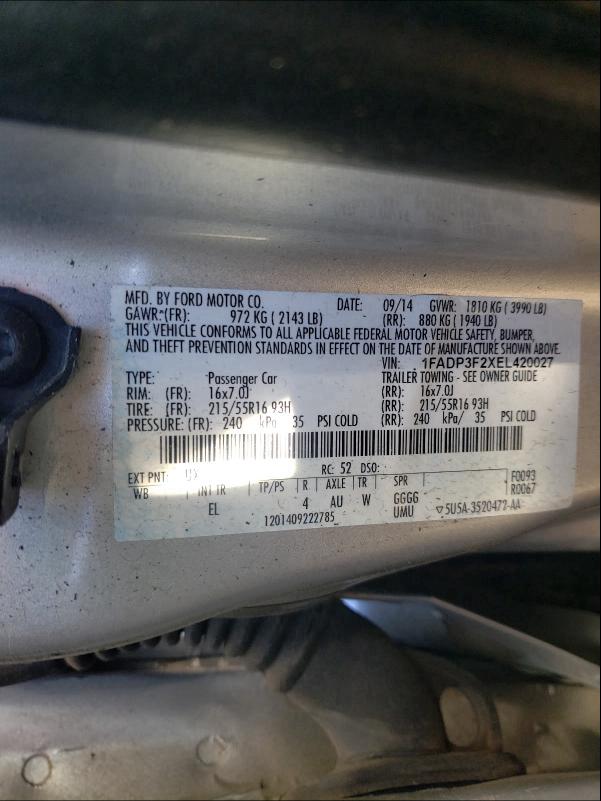 MFD. BY FORD MOTOR CO. DATE: 09/14 GVWR: 1810 KG ( 3990 LB)
GAWR:(FR): 972 KG ( 2143 LB) (RR): 880 KG ( 1940 LB)
THIS VEHICLE CONFORMS TO ALL APPLICABLE FEDERAL MOTOR VEHICLE SAFETY, BUMPER,
AND THEFT PREVENTION STANDARDS IN EFFECT ON THE DATE OF MANUFACTURE SHOWN ABOVE.
VIN: 1FADP3F2XEL420027
TYPE: Passenger Car TRAILER TOWING - SEE OWNER GUIDE
RIM: (FR): 16x7.0J (RR): 16x7.0J
TIRE: (FR): 215/55R16 93H (RR): 215/55R16 93H
PRESSURE: (FR): 240 kPa/ 35 PSI COLD (RR): 240 kPa/ 35 PSI COLD
EXT PNT: RC: 52 DSO:
WB INT TR TP/PS R AXLE TR SPR F0093
EL 4 AU W GGGG R0067
UMU ▽5U5A-3520472-AA
1201409222785